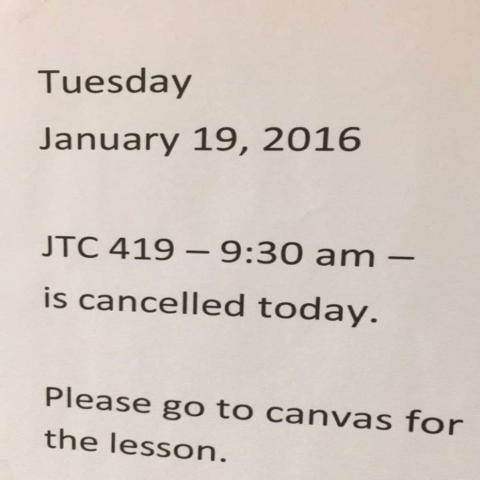 Tuesday
January 19, 2016
JTC 419 – 9:30 am –
is cancelled today.
Please go to canvas for
the lesson.